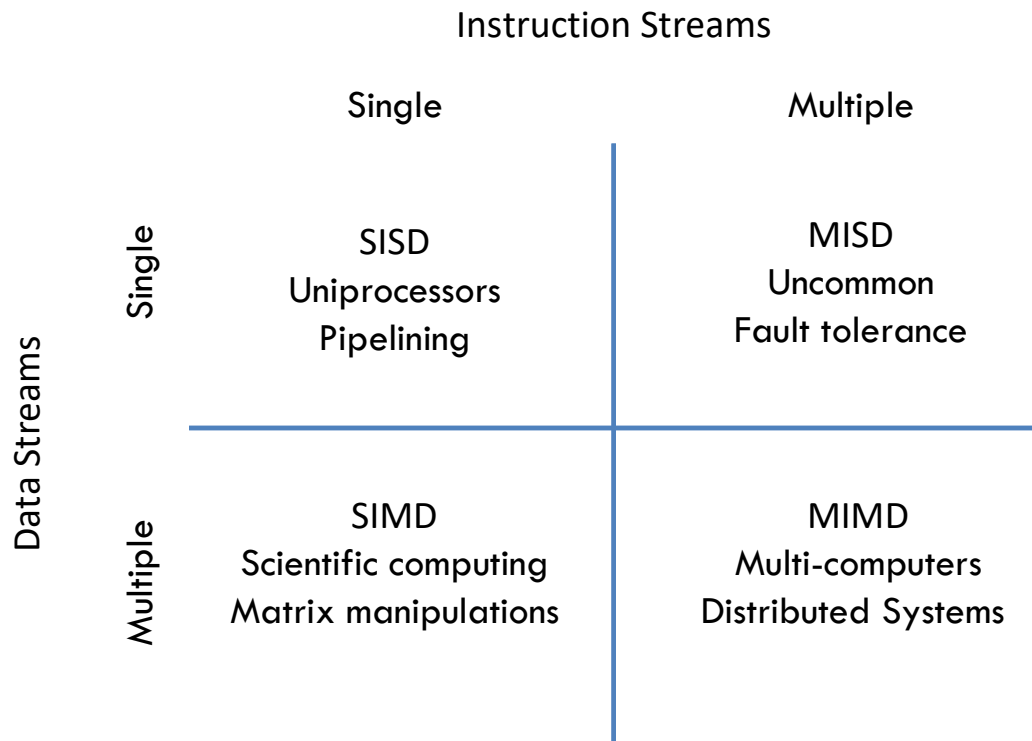 Instruction Streams
Single
Multiple
Data Streams
Single
SISD
Uniprocessors
Pipelining
MISD
Uncommon
Fault tolerance
Multiple
SIMD
Scientific computing
Matrix manipulations
MIMD
Multi-computers
Distributed Systems